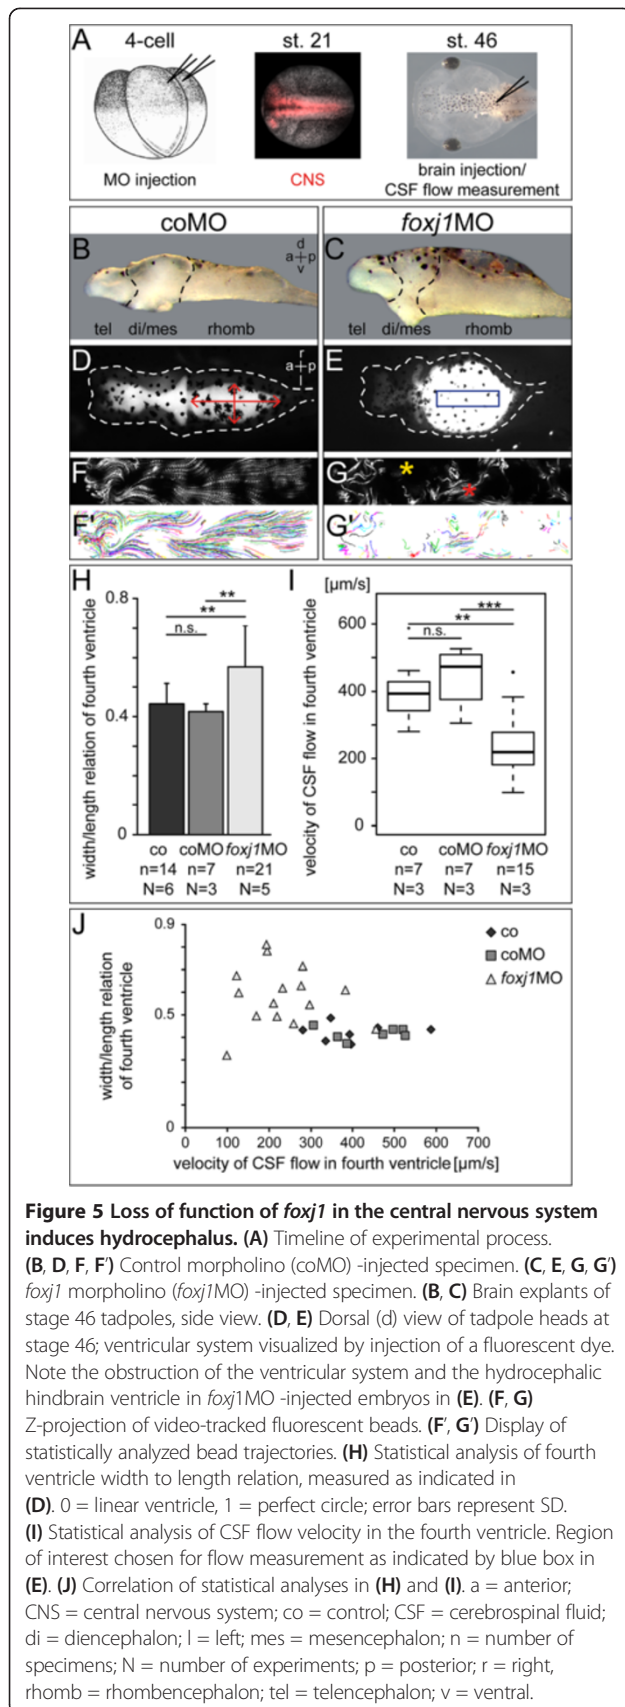 A
4-cell
st. 21
st. 46
MO injection
CNS
brain injection/
CSF flow measurement
coMO
foxj1MO
B
d
a p
v
tel di/mes rhomb
C
tel di/mes rhomb
D
r
a p
l
E
F
G
*
*
F'
G'
H
width/length relation of fourth ventricle
0.8
0.4
0
**
**
n.s.
co coMO foxj1MO
n=14 n=7 n=21
N=6 N=3 N=5
I
[µm/s]
velocity of CSF flow in fourth ventricle
600
400
200
0
***
**
n.s.
co coMO foxj1MO
n=7 n=7 n=15
N=3 N=3 N=3
J
width/length relation
of fourth ventricle
0.9
0.5
0
co
coMO
foxj1MO
0 100 200 300 400 500 600 700
velocity of CSF flow in fourth ventricle [µm/s]
Figure 5 Loss of function of foxj1 in the central nervous system
induces hydrocephalus. (A) Timeline of experimental process.
(B, D, F, F') Control morpholino (coMO) -injected specimen. (C, E, G, G')
foxj1 morpholino (foxj1MO) -injected specimen. (B, C) Brain explants of
stage 46 tadpoles, side view. (D, E) Dorsal (d) view of tadpole heads at
stage 46; ventricular system visualized by injection of a fluorescent dye.
Note the obstruction of the ventricular system and the hydrocephalic
hindbrain ventricle in foxj1MO -injected embryos in (E). (F, G)
Z-projection of video-tracked fluorescent beads. (F', G') Display of
statistically analyzed bead trajectories. (H) Statistical analysis of fourth
ventricle width to length relation, measured as indicated in
(D). 0 = linear ventricle, 1 = perfect circle; error bars represent SD.
(I) Statistical analysis of CSF flow velocity in the fourth ventricle. Region
of interest chosen for flow measurement as indicated by blue box in
(E). (J) Correlation of statistical analyses in (H) and (I). a = anterior;
CNS = central nervous system; co = control; CSF = cerebrospinal fluid;
di = diencephalon; l = left; mes = mesencephalon; n = number of
specimens; N = number of experiments; p = posterior; r = right,
rhomb = rhombencephalon; tel = telencephalon; v = ventral.